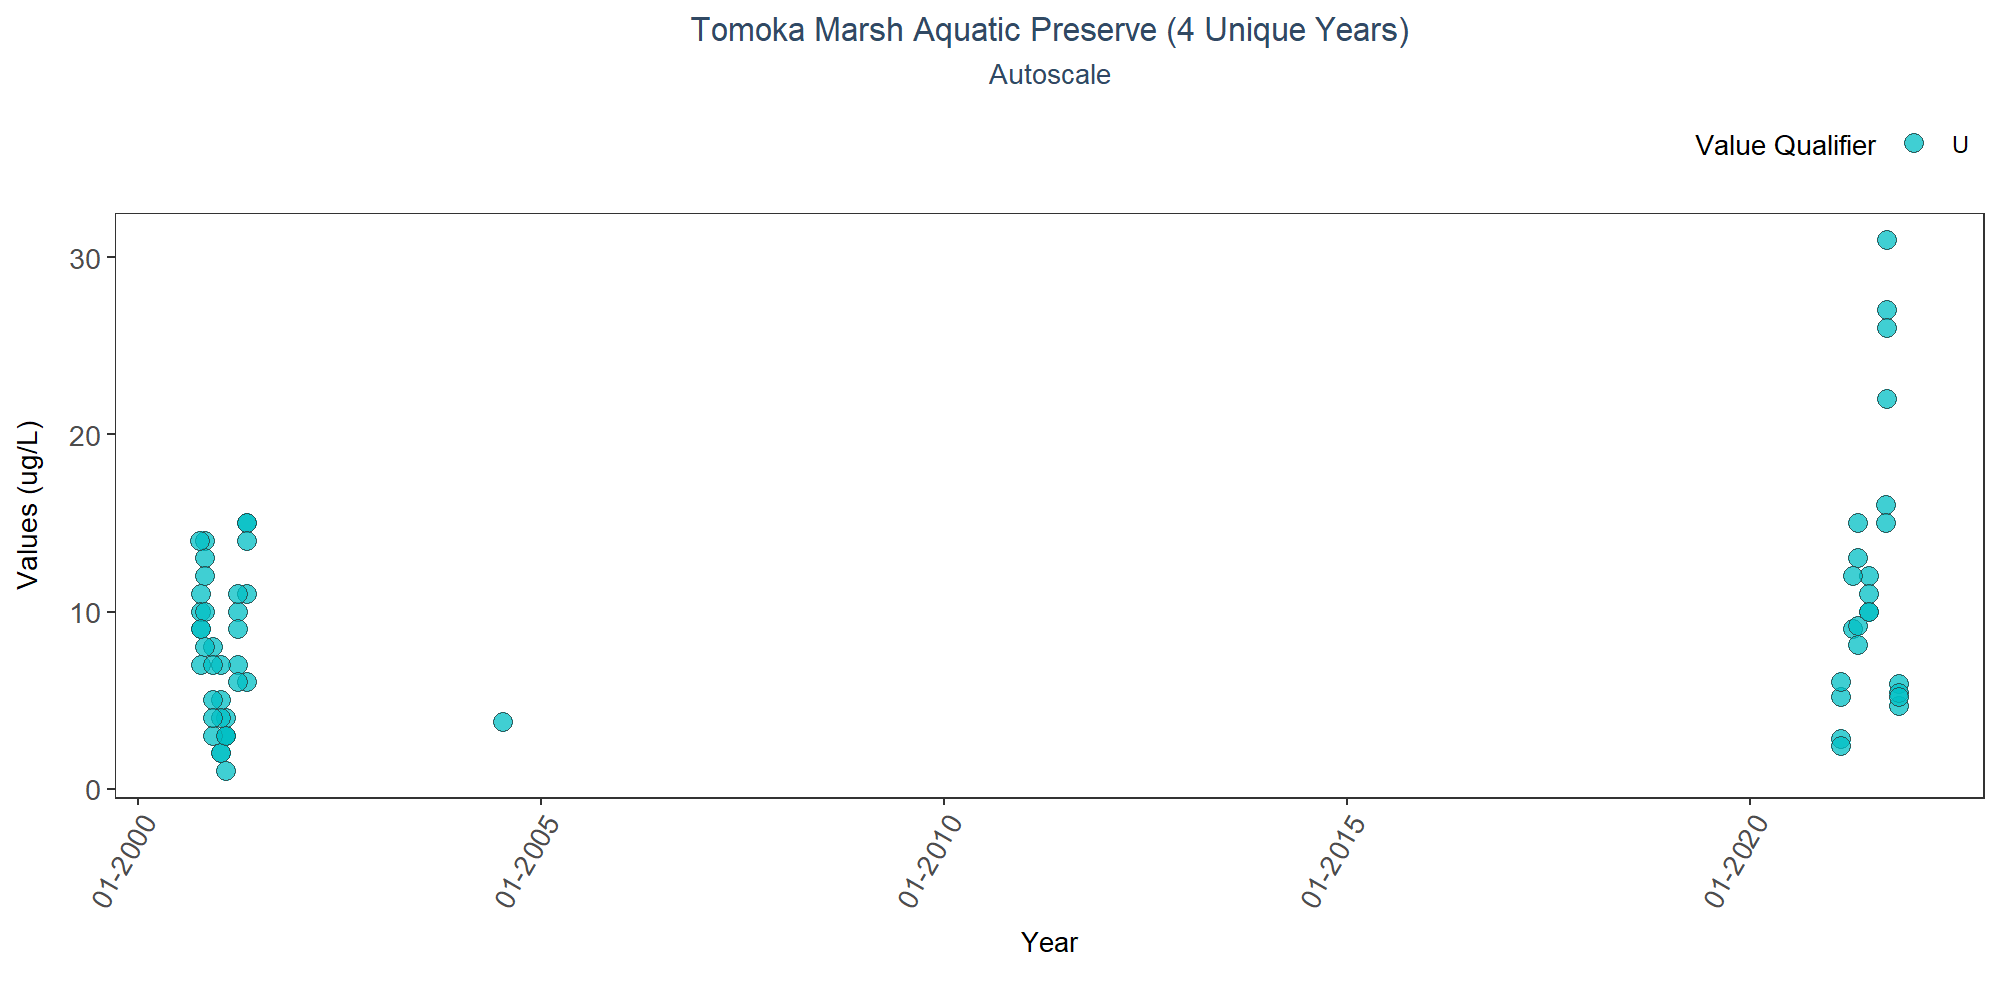 Tomoka Marsh Aquatic Preserve (4 Unique Years)
Autoscale
Value Qualifier U
Values (ug/L)
30
20
10
0
01-2000 01-2005 01-2010 01-2015 01-2020
Year